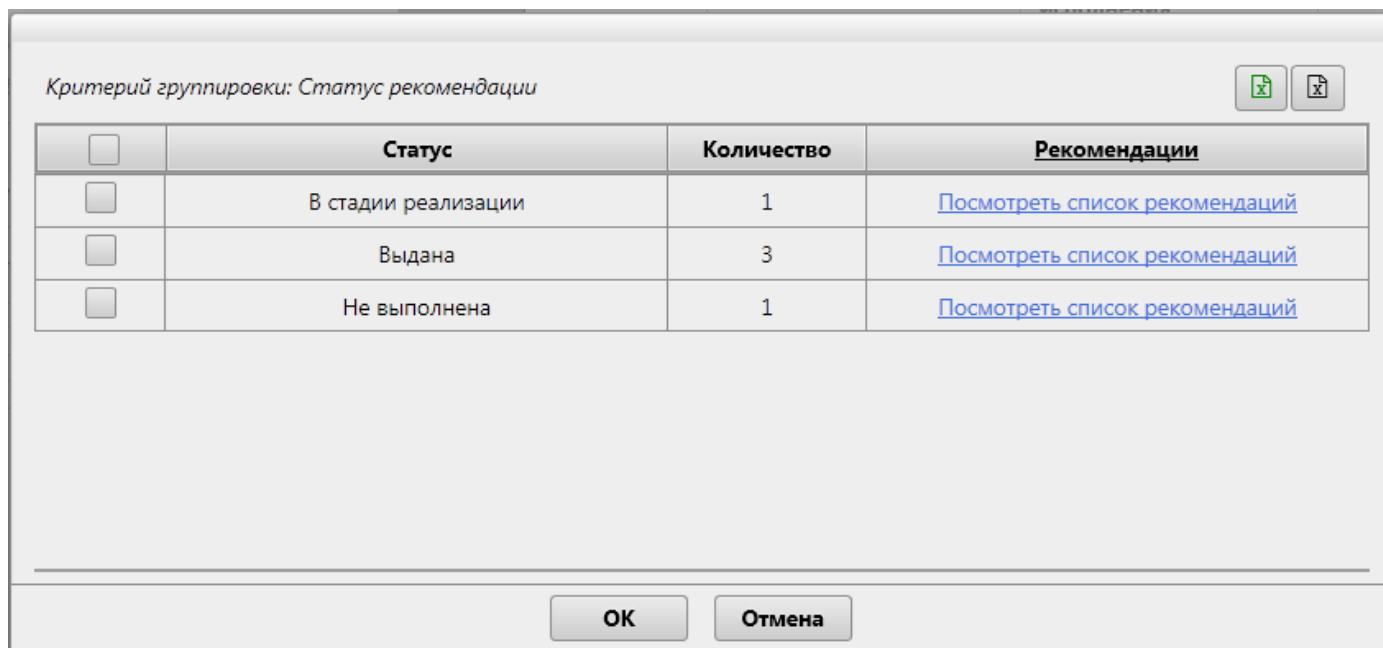 Критерий группировки: Статус рекомендации
Статус Количество Рекомендации
В стадии реализации 1 Посмотреть список рекомендаций
Выдана 3 Посмотреть список рекомендаций
Не выполнена 1 Посмотреть список рекомендаций
ОК Отмена